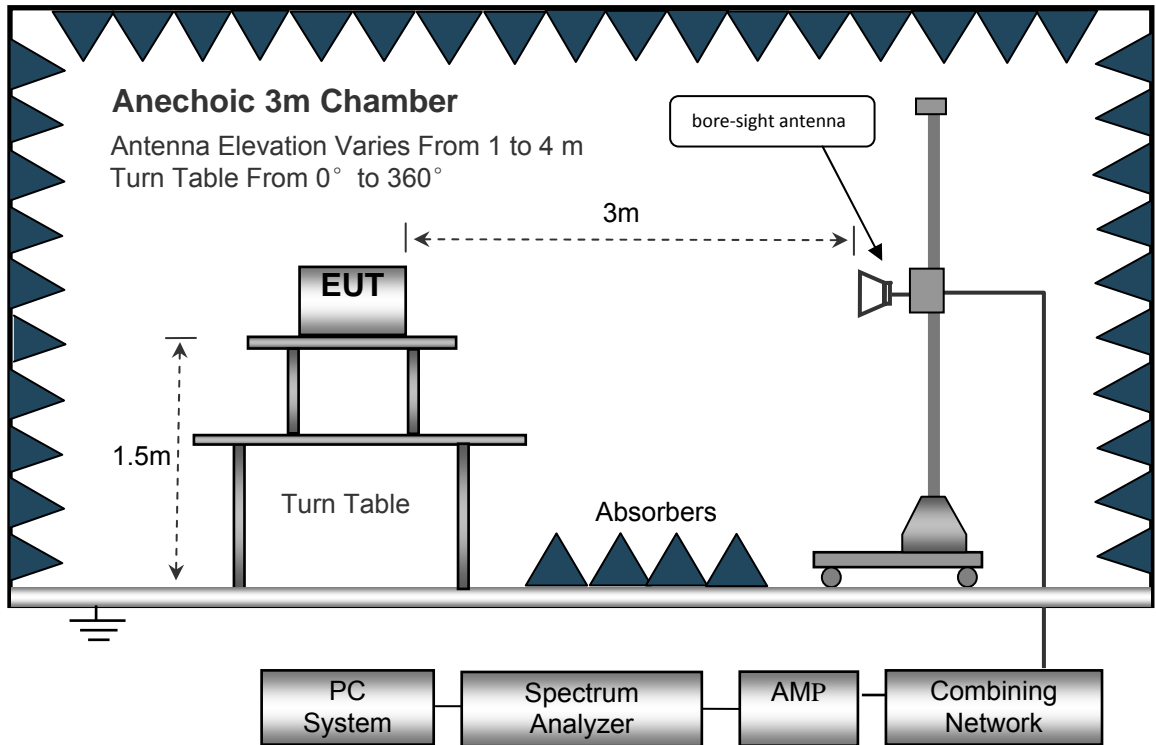 Anechoic 3m Chamber
Antenna Elevation Varies From 1 to 4 m
Turn Table From 0° to 360°
bore-sight antenna
3m
EUT
1.5m
Turn Table
Absorbers
PC
System
Spectrum
Analyzer
AMP
Combining
Network